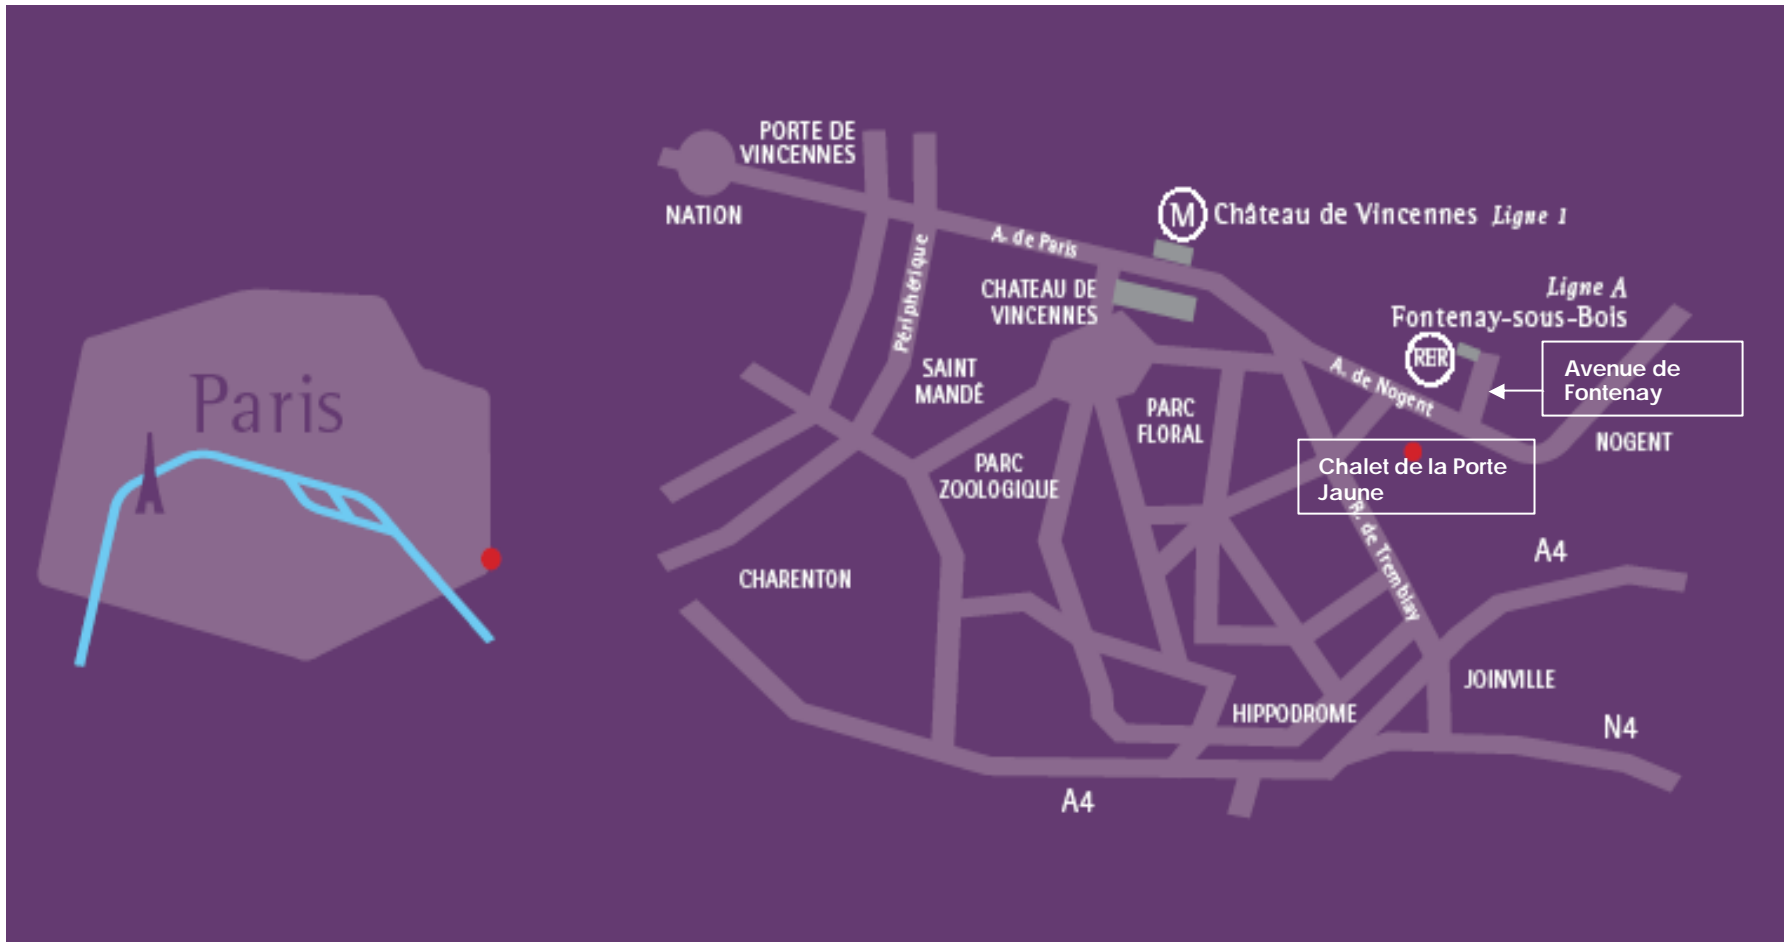 Paris
PORTE DE
VINCENNES
NATION
Périphérique
A. de Paris
M
Château de Vincennes Ligne 1
CHATEAU DE
VINCENNES
Ligne A
Fontenay-sous-Bois
RER
Avenue de
Fontenay
A. de Nogent
NOGENT
SAINT
MANDÉ
PARC
FLORAL
PARC
ZOOLOGIQUE
Chalet de la Porte
Jaune
R. de Tremblay
A4
CHARENTON
JOINVILLE
HIPPODROME
N4
A4